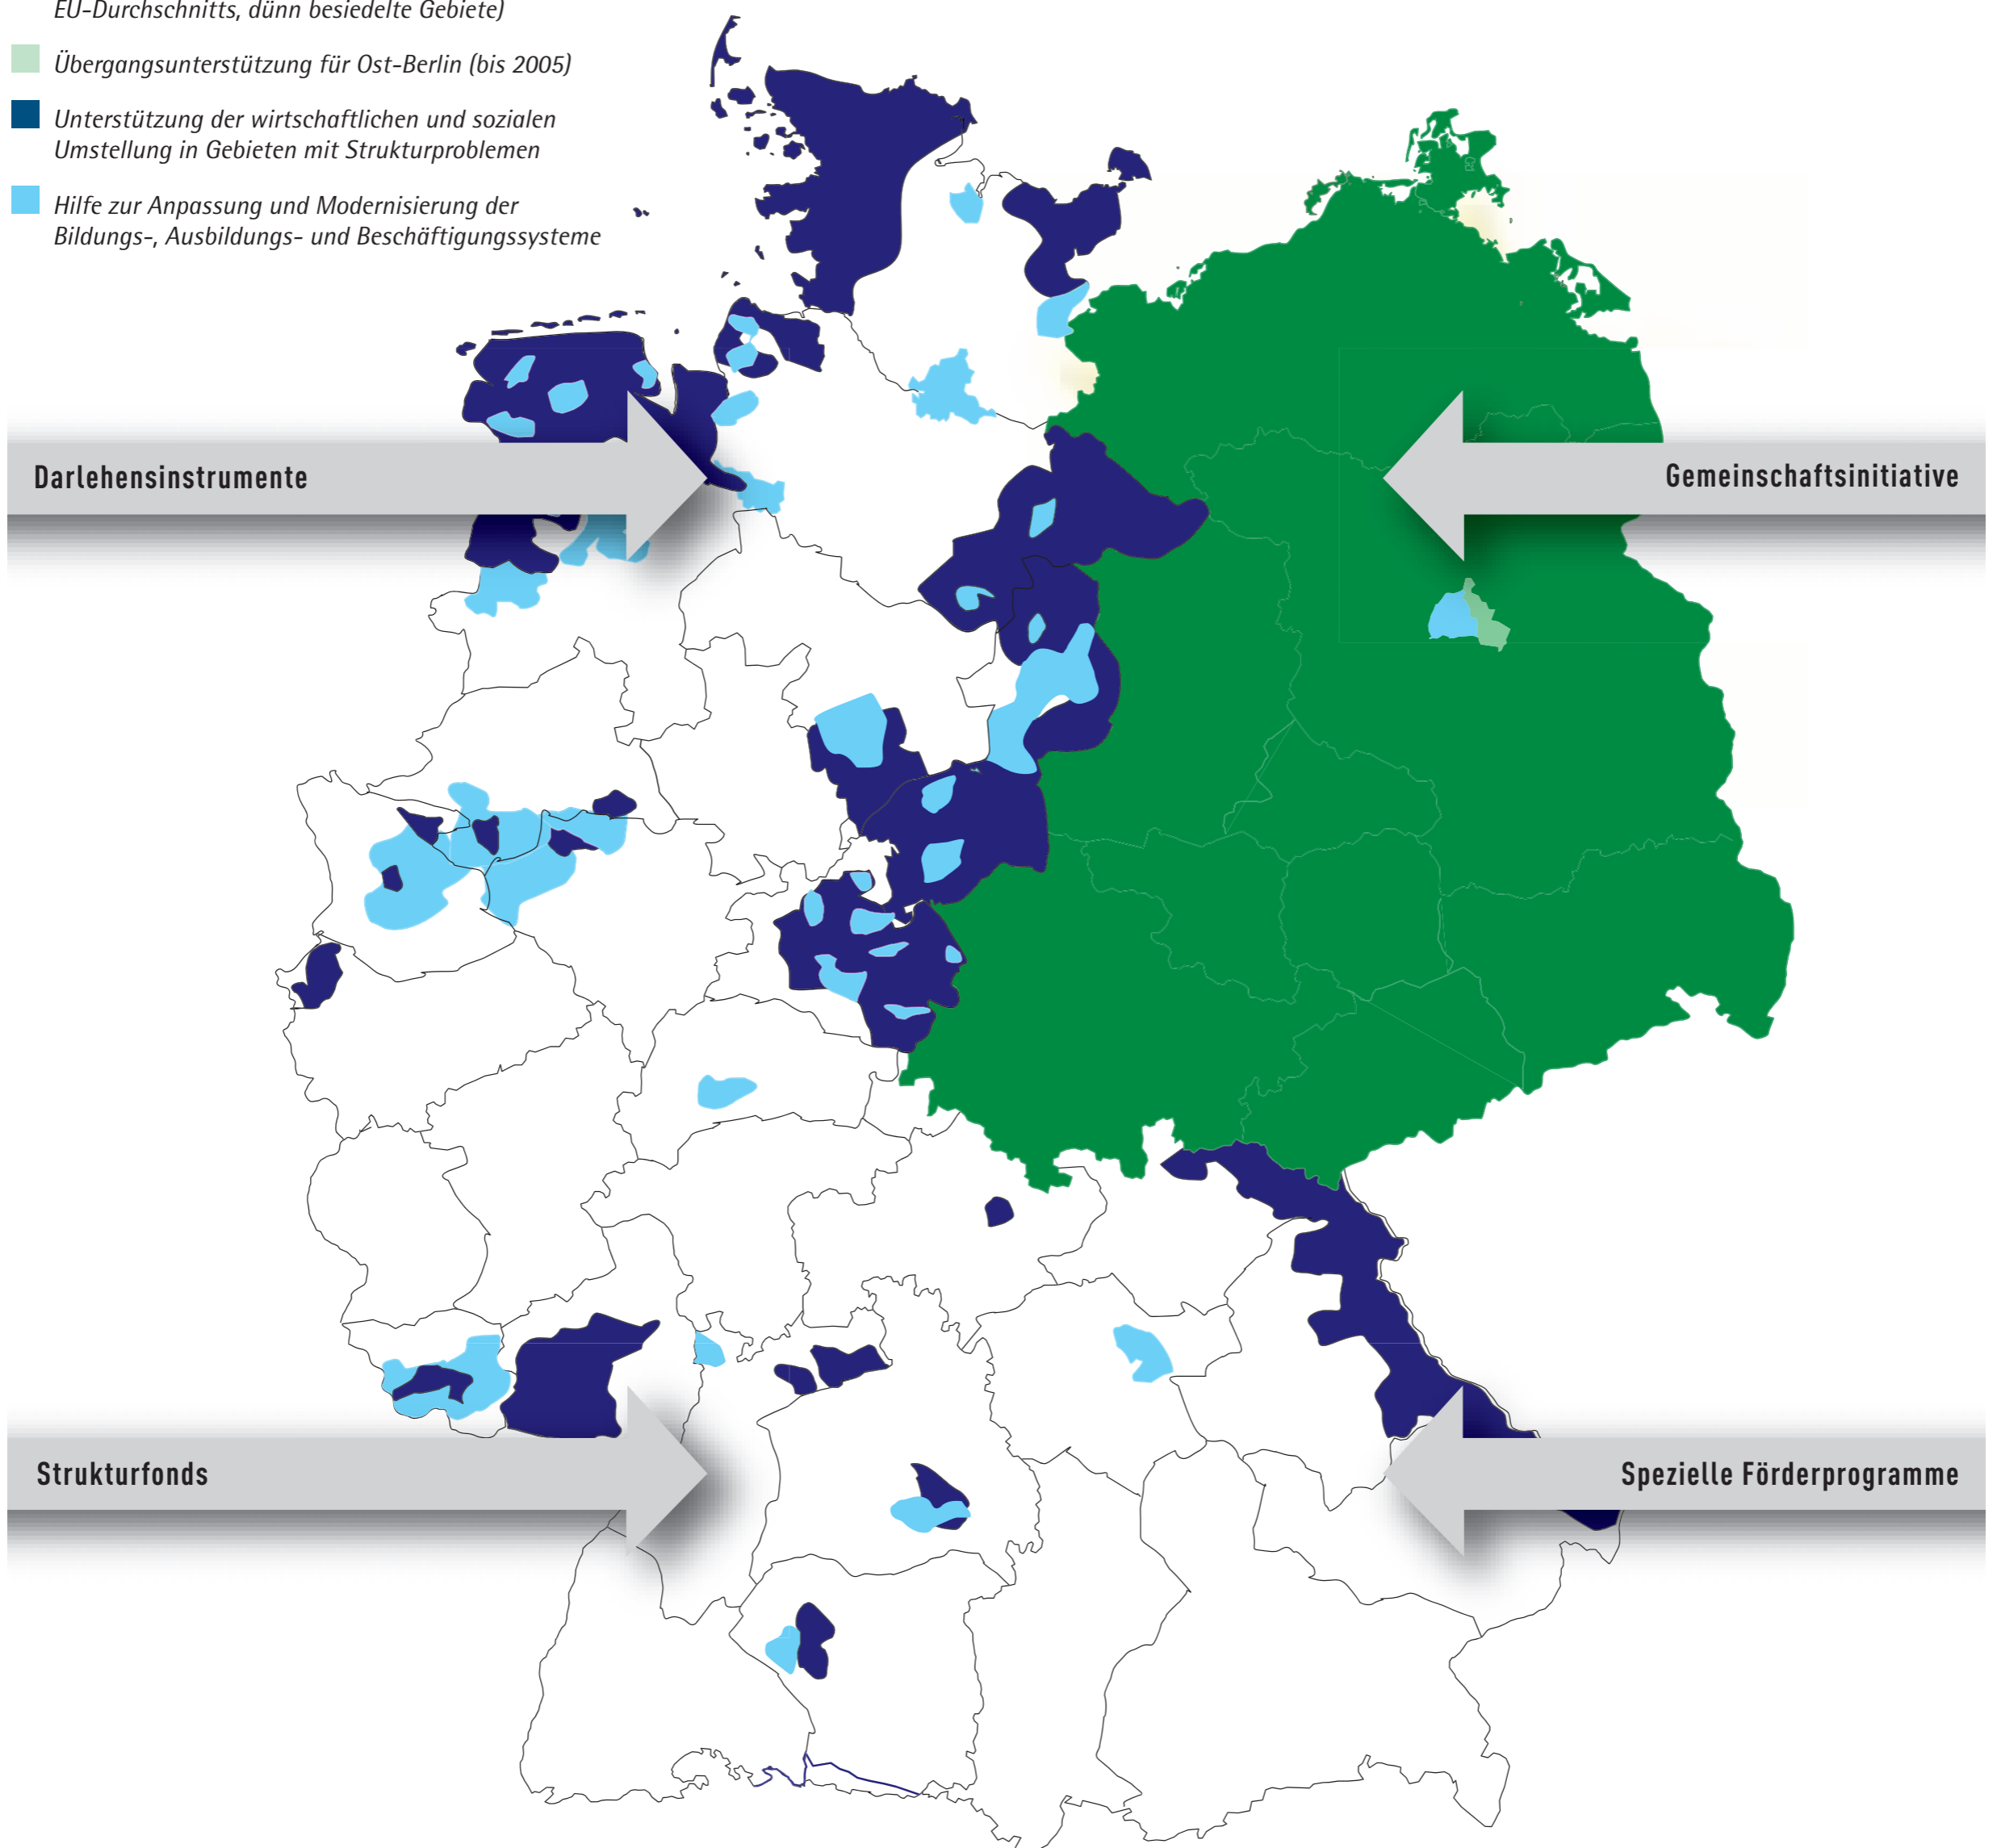 EU-Durchschnitts, dünn besiedelte Gebiete)
Übergangsunterstützung für Ost-Berlin (bis 2005)
Unterstützung der wirtschaftlichen und sozialen
Umstellung in Gebieten mit Strukturproblemen
Hilfe zur Anpassung und Modernisierung der
Bildungs-, Ausbildungs- und Beschäftigungssysteme
Darlehensinstrumente
Gemeinschaftsinitiative
Strukturfonds
Spezielle Förderprogramme